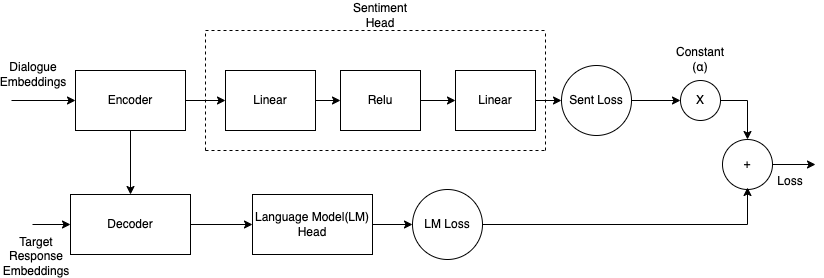 Sentiment
Head
Dialogue
Embeddings
Encoder
Linear
Relu
Linear
Sent Loss
Constant
(α)
X
+
Loss
Decoder
Language Model(LM)
Head
LM Loss
Target
Response
Embeddings